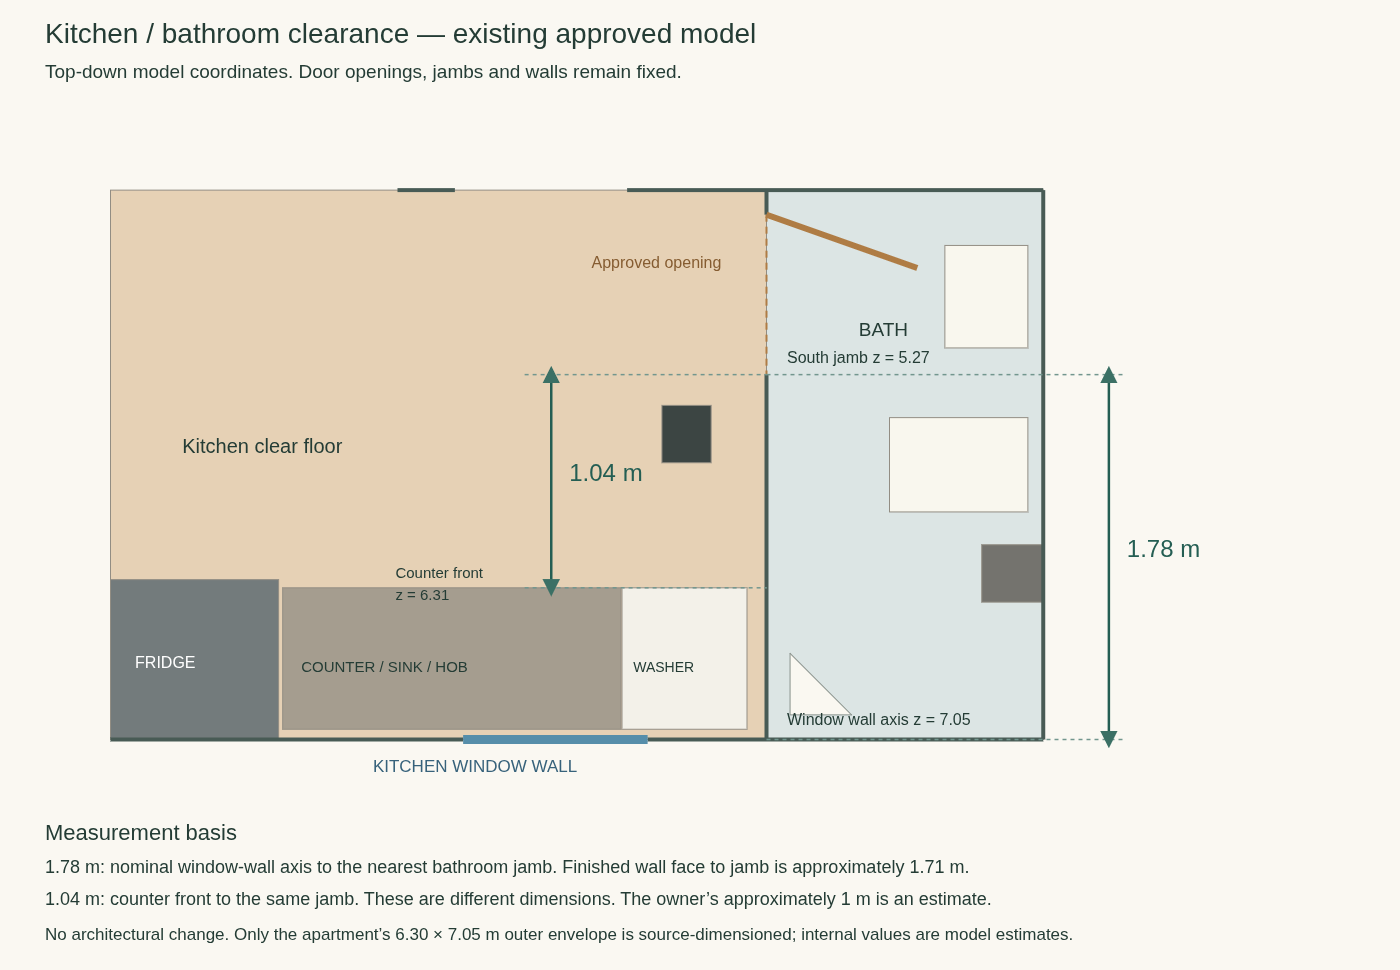 Kitchen / bathroom clearance — existing approved model
Top-down model coordinates. Door openings, jambs and walls remain fixed.
Approved opening
BATH
South jamb z = 5.27
Kitchen clear floor
1.04 m
1.78 m
Counter front
z = 6.31
FRIDGE
COUNTER / SINK / HOB
WASHER
Window wall axis z = 7.05
KITCHEN WINDOW WALL
Measurement basis
1.78 m: nominal window-wall axis to the nearest bathroom jamb. Finished wall face to jamb is approximately 1.71 m.
1.04 m: counter front to the same jamb. These are different dimensions. The owner’s approximately 1 m is an estimate.
No architectural change. Only the apartment’s 6.30 × 7.05 m outer envelope is source-dimensioned; internal values are model estimates.